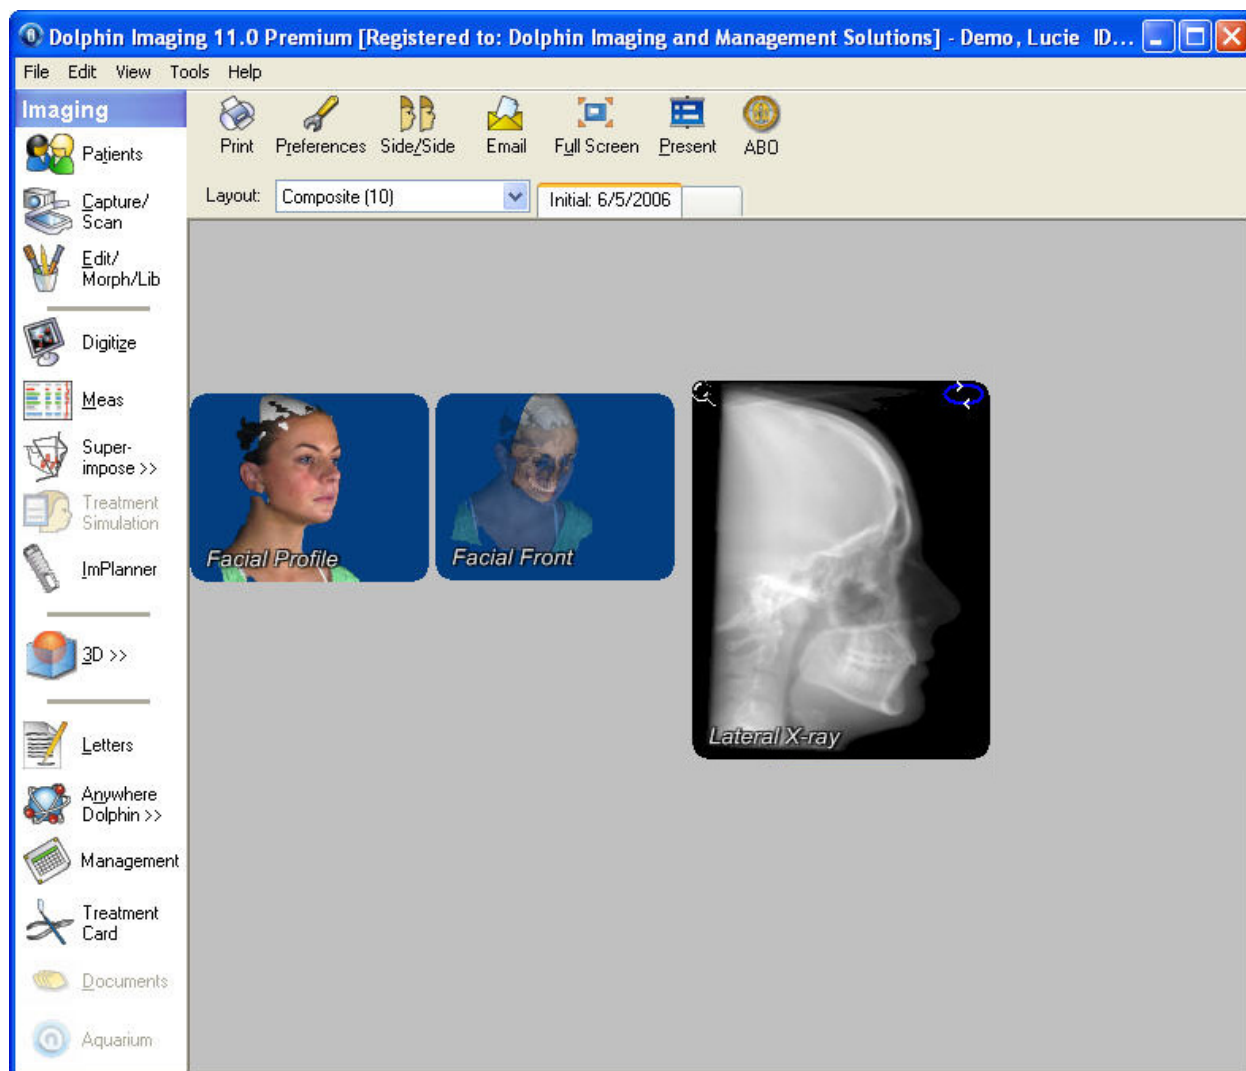 Dolphin Imaging 11.0 Premium [Registered to: Dolphin Imaging and Management Solutions] - Demo, Lucie ID...
File Edit View Tools Help
Imaging
Print Preferences Side/Side Email Full Screen Present ABO
Layout: Composite (10) Initial: 6/5/2006
Patients
Capture/
Scan
Edit/
Morph/Lib
Digitize
Meas
Super-
impose >>
Treatment
Simulation
ImPlanner
3D >>
Letters
Anywhere
Dolphin >>
Management
Treatment
Card
Documents
Aquarium
Facial Profile
Facial Front
Lateral X-ray